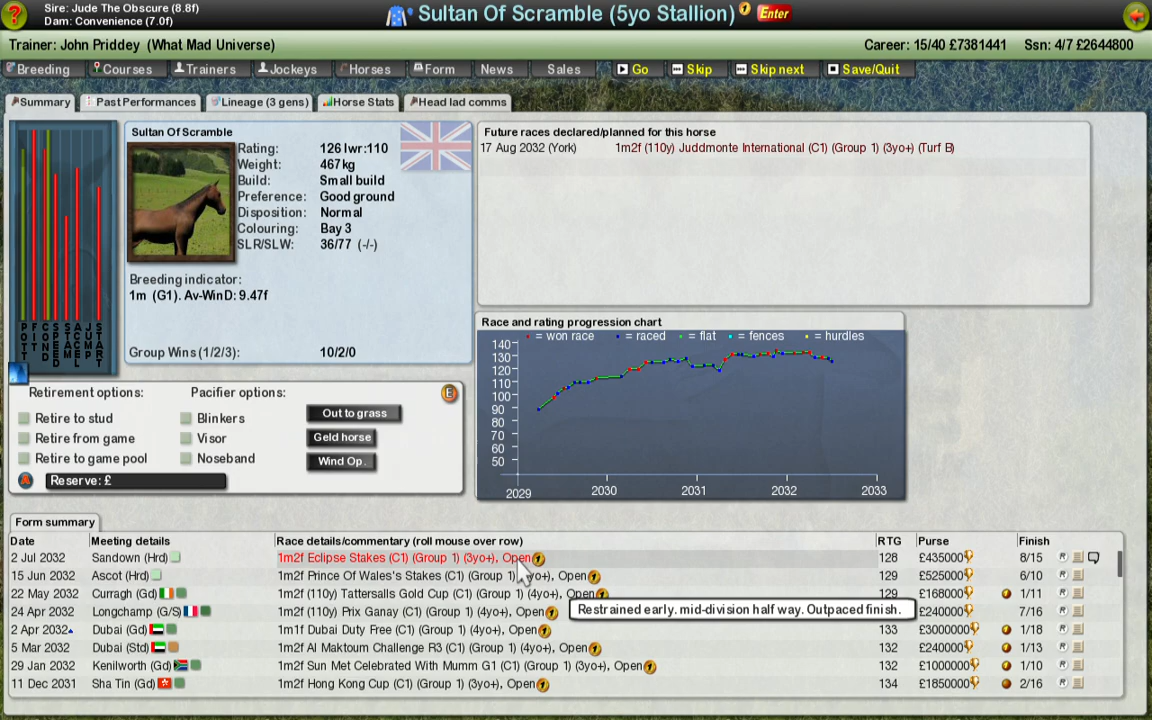 Sire: Jude The Obscure (8.8f)
Dam: Convenience (7.0f)
Sultan Of Scramble (5yo Stallion)
Enter
Trainer: John Priddey (What Mad Universe)
Career: 15/40 £7381441 Ssn: 4/7 £2644800
Breeding Courses Trainers Jockeys Horses Form News Sales Go Skip Skip next Save/Quit
Summary Past Performances Lineage (3 gens) Horse Stats Head lad comms
Sultan Of Scramble
Rating: 126 lwr:110
Weight: 467kg
Build: Small build
Preference: Good ground
Disposition: Normal
Colouring: Bay 3
SLR/SLW: 36/77 (-/-)
Breeding indicator:
1m (G1). Av-WinD: 9.47f
Group Wins (1/2/3): 10/2/0
POTT FIT COND SPEED STAM ACCEL JUMP START
Future races declared/planned for this horse
17 Aug 2032 (York) 1m2f (110y) Juddmonte International (C1) (Group 1) (3yo+) (Turf B)
Race and rating progression chart
= won race = raced = flat = fences = hurdles
140
130
120
110
100
90
80
70
60
50
2029 2030 2031 2032 2033
Retirement options: Pacifier options:
E
Retire to stud Blinkers Out to grass
Retire from game Visor Geld horse
Retire to game pool Noseband Wind Op.
Reserve: £
Form summary
Date Meeting details Race details/commentary (roll mouse over row) RTG Purse Finish
2 Jul 2032 Sandown (Hrd) 1m2f Eclipse Stakes (C1) (Group 1) (3yo+), Open 128 £435000 8/15 R
15 Jun 2032 Ascot (Hrd) 1m2f Prince Of Wales's Stakes (C1) (Group 1) yo+), Open 129 £525000 6/10 R
22 May 2032 Curragh (Gd) 1m2f (110y) Tattersalls Gold Cup (C1) (Group 1) (4yo+), Open 129 £168000 1/11 R
Restrained early. mid-division half way. Outpaced finish.
24 Apr 2032 Longchamp (G/S) 1m2f (110y) Prix Ganay (C1) (Group 1) (4yo+), Open £240000 7/16 R
2 Apr 2032 Dubai (Gd) 1m1f Dubai Duty Free (C1) (Group 1) (4yo+), Open 133 £3000000 1/18 R
5 Mar 2032 Dubai (Std) 1m2f Al Maktoum Challenge R3 (C1) (Group 1) (4yo+), Open 132 £240000 1/13 R
29 Jan 2032 Kenilworth (Gd) 1m2f Sun Met Celebrated With Mumm G1 (C1) (Group 1) (3yo+), Open 132 £1000000 1/10 R
11 Dec 2031 Sha Tin (Gd) 1m2f Hong Kong Cup (C1) (Group 1) (3yo+), Open 134 £1850000 2/16 R